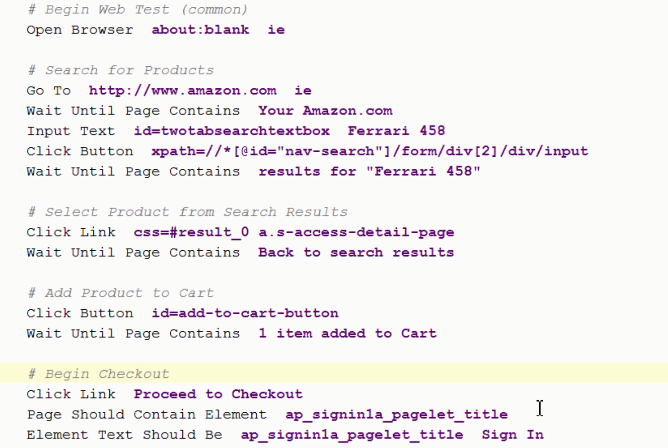 # Begin Web Test (common)
Open Browser  about:blank  ie
# Search for Products
Go To  http://www.amazon.com  ie
Wait Until Page Contains  Your Amazon.com
Input Text  id=twotabsearchtextbox  Ferrari 458
Click Button  xpath=//*[@id="nav-search"]/form/div[2]/div/input
Wait Until Page Contains  results for "Ferrari 458"
# Select Product from Search Results
Click Link  css=#result_0 a.s-access-detail-page
Wait Until Page Contains  Back to search results
# Add Product to Cart
Click Button  id=add-to-cart-button
Wait Until Page Contains  1 item added to Cart
# Begin Checkout
Click Link  Proceed to Checkout
Page Should Contain Element  ap_signin1a_pagelet_title
Element Text Should Be  ap_signin1a_pagelet_title  Sign In